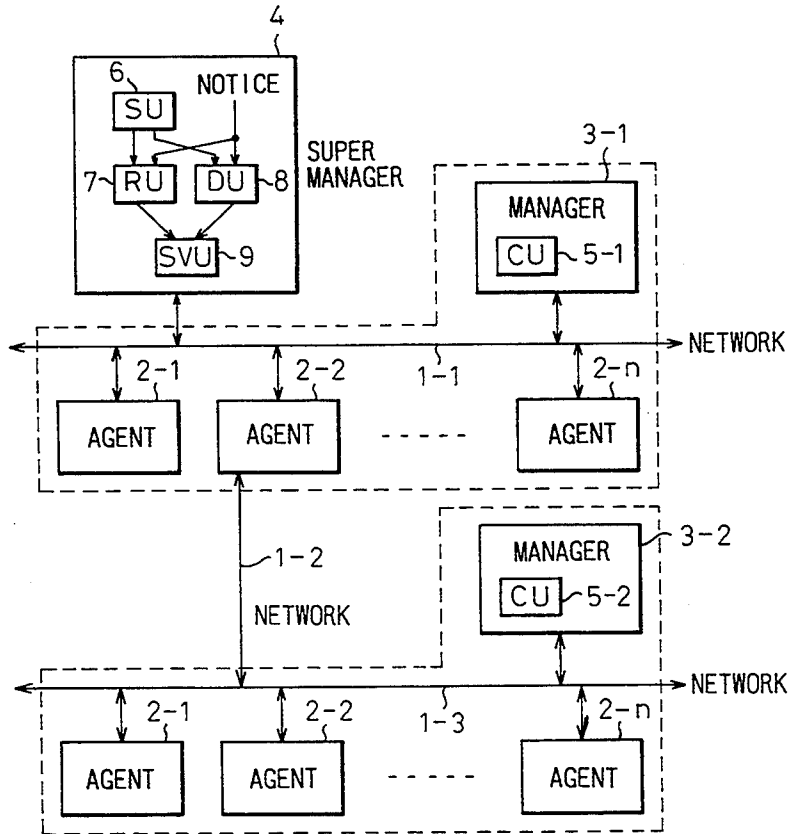 4
6
SU
NOTICE
7
RU
DU
8
SUPER
MANAGER
SVU
9
3-1
MANAGER
CU
5-1
NETWORK
1-1
2-1
2-2
2-n
AGENT
AGENT
- - - - -
AGENT
1-2
NETWORK
3-2
MANAGER
CU
5-2
NETWORK
1-3
2-1
2-2
2-n
AGENT
AGENT
- - - - -
AGENT